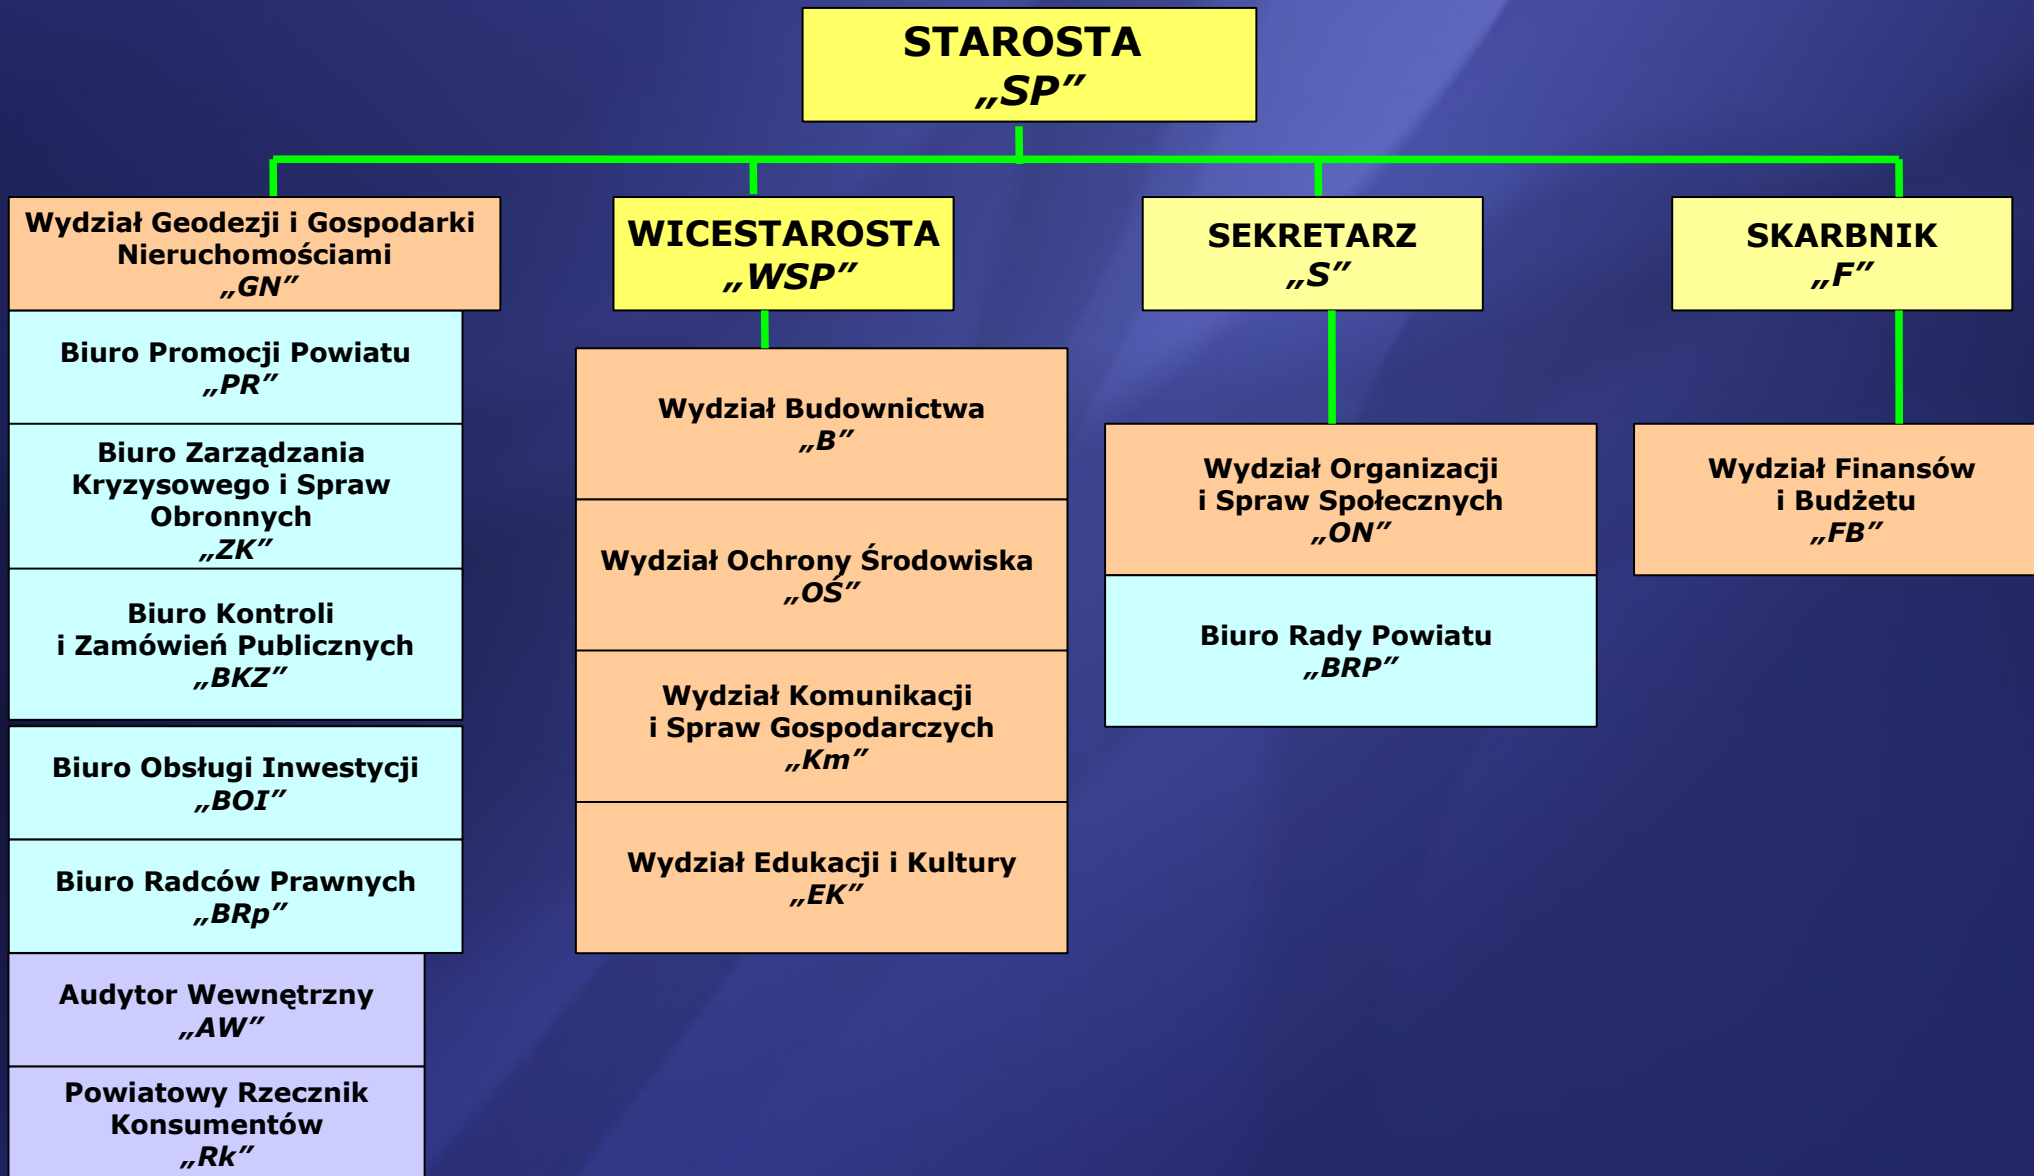 STAROSTA
„SP”
Wydział Geodezji i Gospodarki
Nieruchomościami
„GN”
Biuro Promocji Powiatu
„PR”
Biuro Zarządzania
Kryzysowego i Spraw
Obronnych
„ZK”
Biuro Kontroli
i Zamówień Publicznych
„BKZ”
Biuro Obsługi Inwestycji
„BOI”
Biuro Radców Prawnych
„BRp”
Audytor Wewnętrzny
„AW”
Powiatowy Rzecznik
Konsumentów
„Rk”
WICESTAROSTA
„WSP”
Wydział Budownictwa
„B”
Wydział Ochrony Środowiska
„OŚ”
Wydział Komunikacji
i Spraw Gospodarczych
„Km”
Wydział Edukacji i Kultury
„EK”
SEKRETARZ
„S”
Wydział Organizacji
i Spraw Społecznych
„ON”
Biuro Rady Powiatu
„BRP”
SKARBNIK
„F”
Wydział Finansów
i Budżetu
„FB”